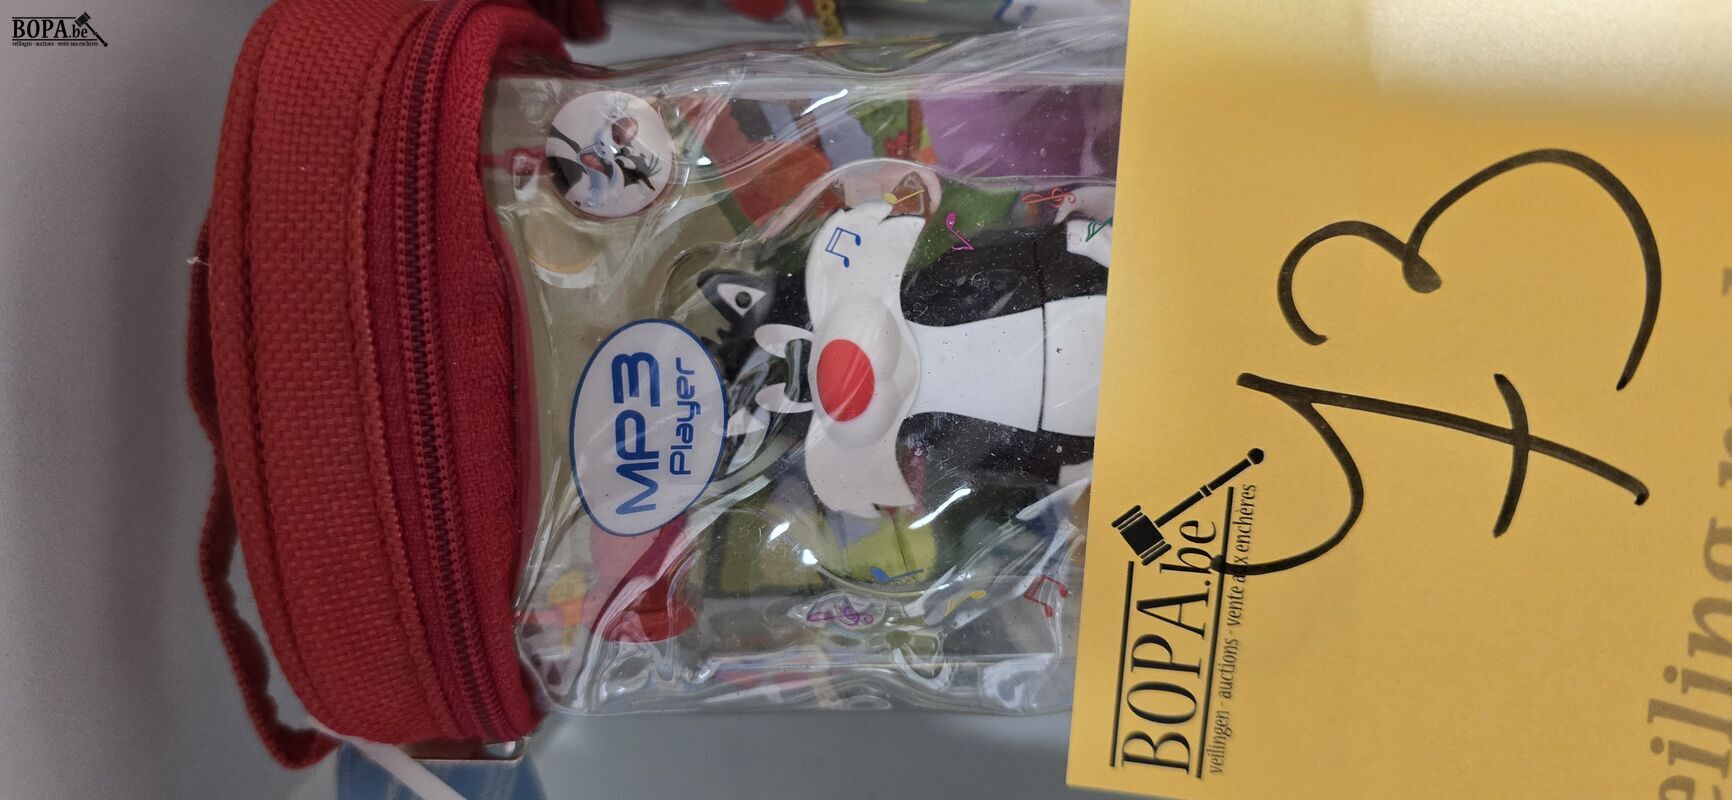 BOPA.be
veilingen - auctions - vente aux enchères
MP3
Player
43
BOPA.be
veilingen - auctions - vente aux enchères